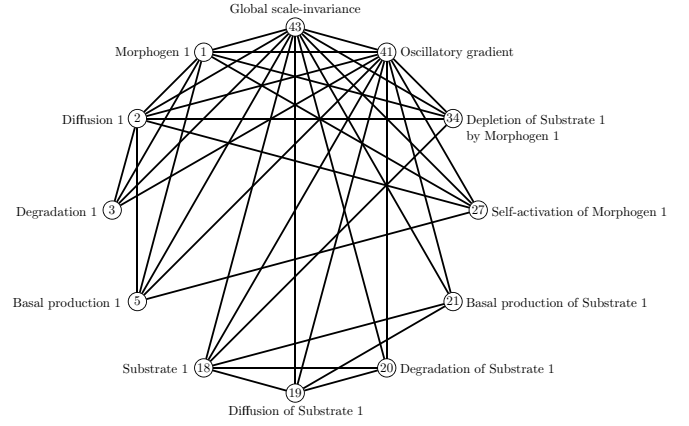 Global scale-invariance
43
Morphogen 1 1
41 Oscillatory gradient
Diffusion 1 2
34 Depletion of Substrate 1
by Morphogen 1
Degradation 1 3
27 Self-activation of Morphogen 1
Basal production 1 5
21 Basal production of Substrate 1
Substrate 1 18
20 Degradation of Substrate 1
19
Diffusion of Substrate 1